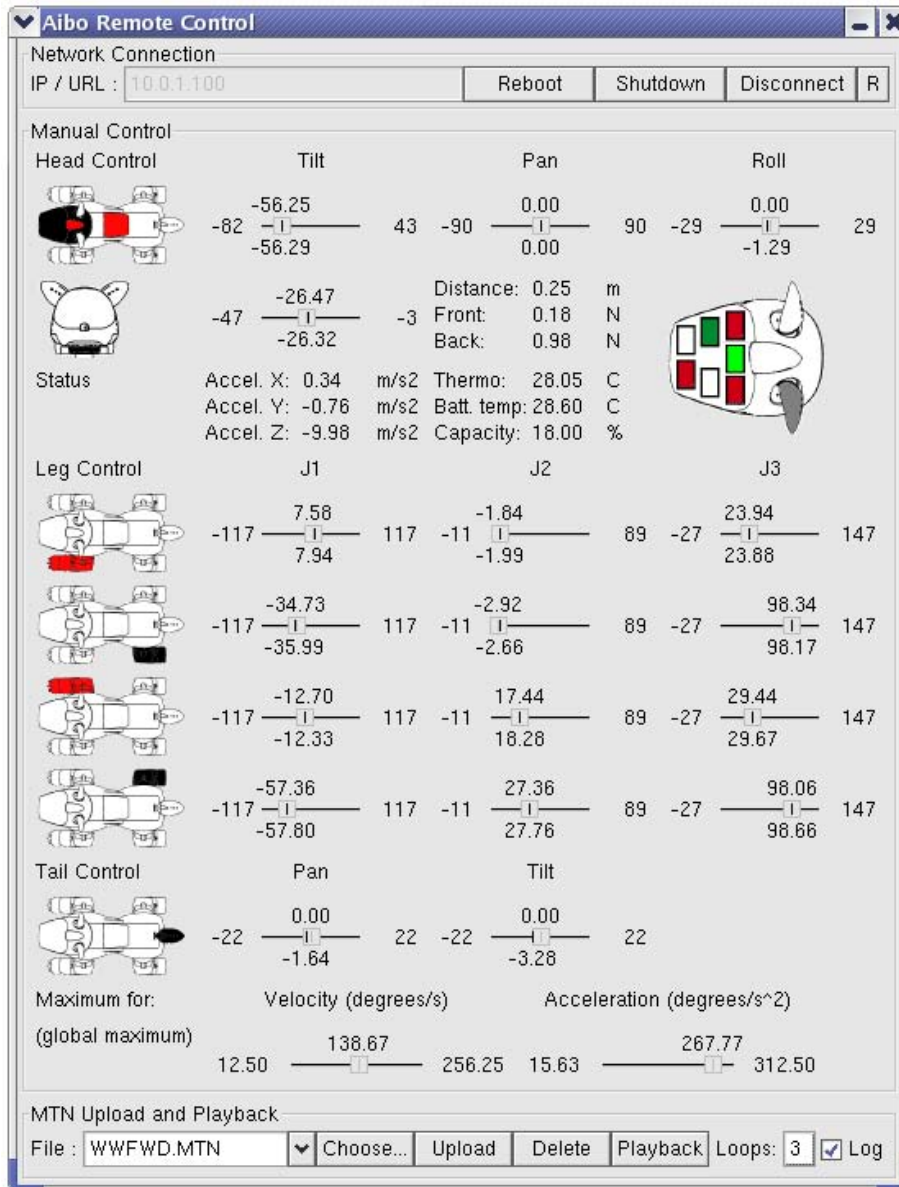 Aibo Remote Control
Network Connection
IP / URL : 10.0.1.100 Reboot Shutdown Disconnect R
Manual Control
Head Control Tilt Pan Roll
-56.25 0.00 0.00
-82 43 -90 90 -29 29
-56.29 0.00 -1.29
-26.47 Distance: 0.25 m
-47 -3 Front: 0.18 N
-26.32 Back: 0.98 N
Status Accel. X: 0.34 m/s2 Thermo: 28.05 C
Accel. Y: -0.76 m/s2 Batt. temp: 28.60 C
Accel. Z: -9.98 m/s2 Capacity: 18.00 %
Leg Control J1 J2 J3
7.58 -1.84 23.94
-117 117 -11 89 -27 147
7.94 -1.99 23.88
-34.73 -2.92 98.34
-117 117 -11 89 -27 147
-35.99 -2.66 98.17
-12.70 17.44 29.44
-117 117 -11 89 -27 147
-12.33 18.28 29.67
-57.36 27.36 98.06
-117 117 -11 89 -27 147
-57.80 27.76 98.66
Tail Control Pan Tilt
0.00 0.00
-22 22 -22 22
-1.64 -3.28
Maximum for: Velocity (degrees/s) Acceleration (degrees/s^2)
(global maximum) 138.67 267.77
12.50 256.25 15.63 312.50
MTN Upload and Playback
File : WWFWD.MTN Choose... Upload Delete Playback Loops: 3 Log